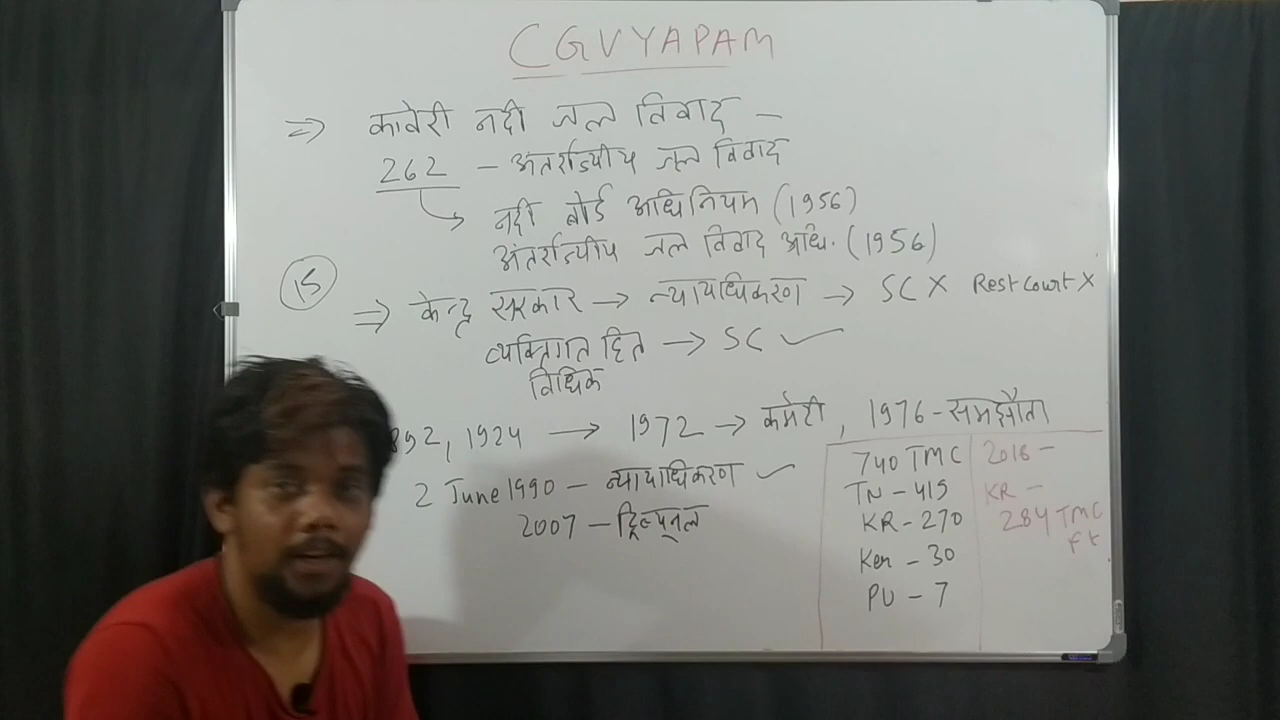 CGVYAPAM
⇒ कावेरी नदी जल विवाद -
262 - अंतर्राज्यीय जल विवाद
नदी बोर्ड अधिनियम (1956)
अंतर्राज्यीय जल विवाद अधि. (1956)
15
⇒ केन्द्र सरकार → न्यायाधिकरण → SC X Rest Court X
व्यक्तिगत हित → SC ✓
विधिक
892, 1924 → 1972 → कमेटी, 1976 - समझौता
2 June 1990 - न्यायाधिकरण ✓
2007 - ट्रिब्यूनल
740 TMC
TN - 415
KR - 270
Ker - 30
PU - 7
2018 -
KR -
284 TMC
ft